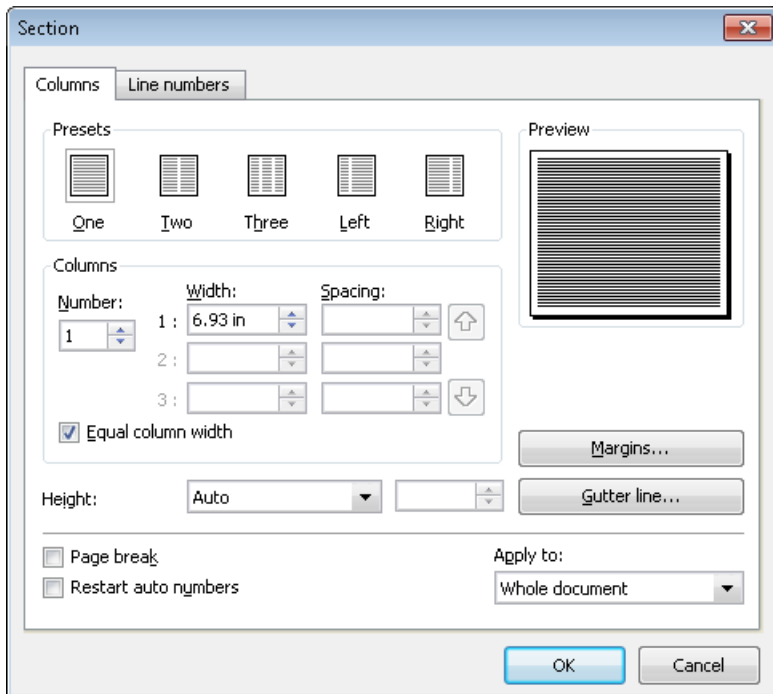 Section
Columns Line numbers
Presets
One Two Three Left Right
Preview
Columns
Number:
Width: Spacing:
1
1 : 6.93 in
2 :
3 :
Equal column width
Margins...
Height: Auto
Gutter line...
Page break
Restart auto numbers
Apply to:
Whole document
OK Cancel